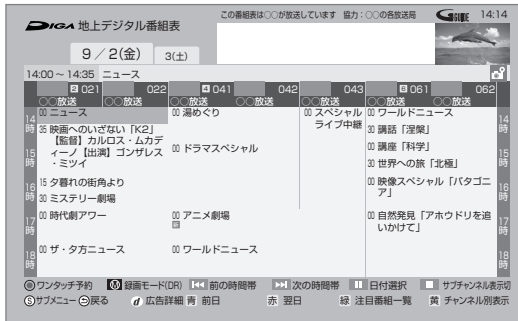 この番組表は○○が放送しています 協力：○○の各放送局 GGUIDE 14:14
DIGA 地上デジタル番組表
9／2(金) 3(土)
14:00～14:35 ニュース
2 021 022 4 041 042 043 8 061 062
○○放送 ○○放送 ○○放送 ○○放送 ○○放送 ○○放送 ○○放送
14時 00 ニュース 00 湯めぐり 00 スペシャル 00 ワールドニュース
ライブ中継
35 映画へのいざない「K2」 30 講話「涅槃」
【監督】カルロス・ムカデ
15時 ィーノ【出演】ゴンザレス 00 ドラマスペシャル 00 講座「科学」
・ミツイ 30 世界への旅「北極」
16時 15 夕暮れの街角より 00 映像スペシャル「パタゴニ
30 ミステリー劇場 ア」
17時 00 時代劇アワー 00 アニメ劇場 00 自然発見「アホウドリを追
いかけて」
18時 00 ザ・夕方ニュース 00 ワールドニュース
ワンタッチ予約 録画モード(DR) 前の時間帯 次の時間帯 日付選択 サブチャンネル表示切
Sサブメニュー 戻る d 広告詳細 青 前日 赤 翌日 緑 注目番組一覧 黄 チャンネル別表示